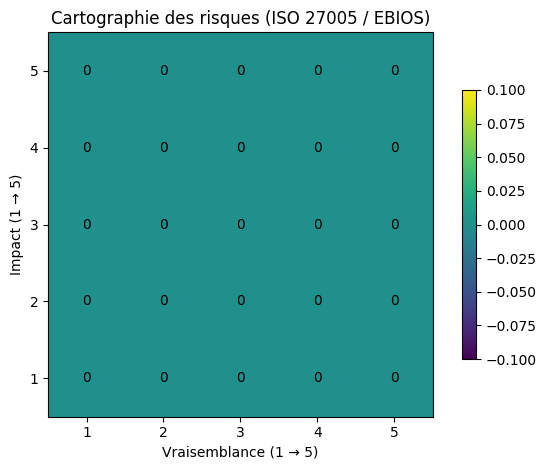 Cartographie des risques (ISO 27005 / EBIOS)
Impact (1 → 5)
5 0 0 0 0 0
4 0 0 0 0 0
3 0 0 0 0 0
2 0 0 0 0 0
1 0 0 0 0 0
1 2 3 4 5
Vraisemblance (1 → 5)
0.100
0.075
0.050
0.025
0.000
−0.025
−0.050
−0.075
−0.100